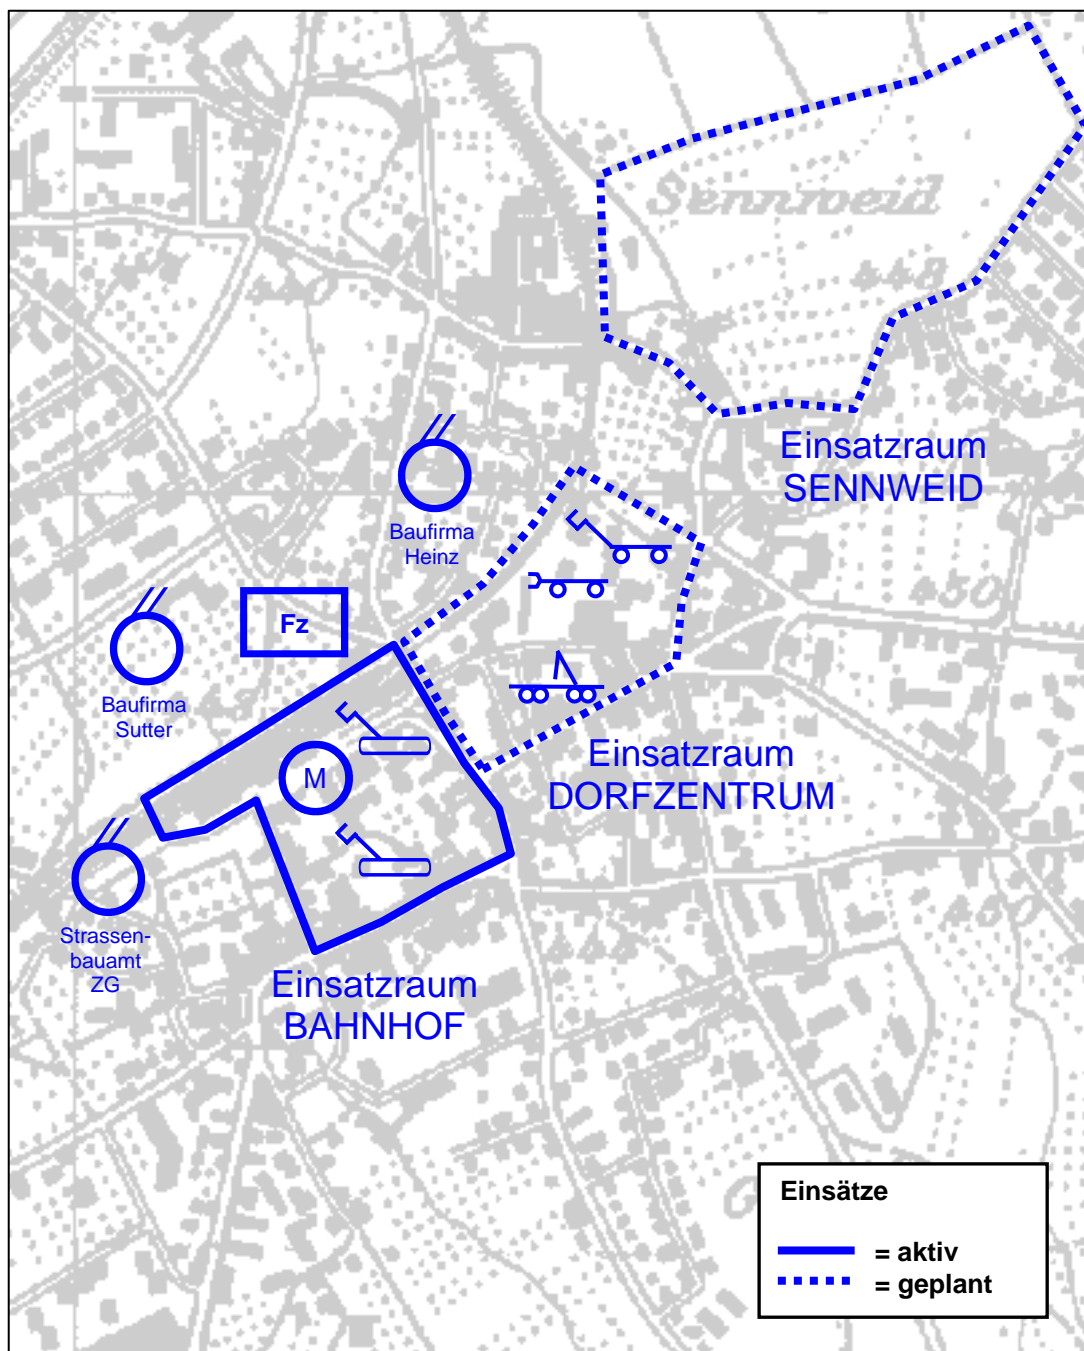 Sennweid
Einsatzraum
SENNWEID
Baufirma
Heinz
Fz
Baufirma
Sutter
Einsatzraum
DORFZENTRUM
M
Strassen-
bauamt
ZG
Einsatzraum
BAHNHOF
Einsätze
= aktiv
= geplant